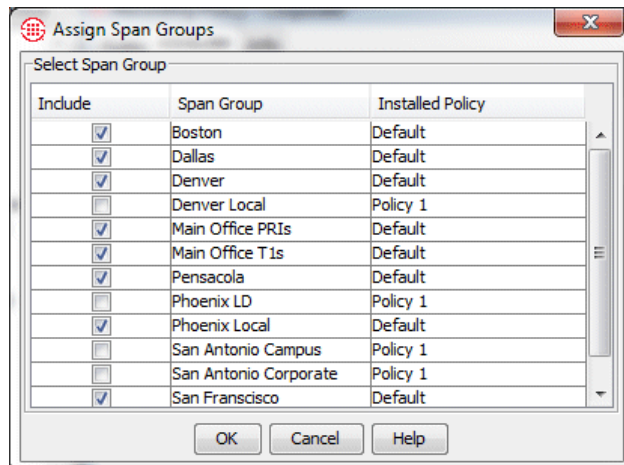 Assign Span Groups
Select Span Group
Include Span Group Installed Policy
Boston Default
Dallas Default
Denver Default
Denver Local Policy 1
Main Office PRIs Default
Main Office T1s Default
Pensacola Default
Phoenix LD Policy 1
Phoenix Local Default
San Antonio Campus Policy 1
San Antonio Corporate Policy 1
San Franscisco Default
OK Cancel Help